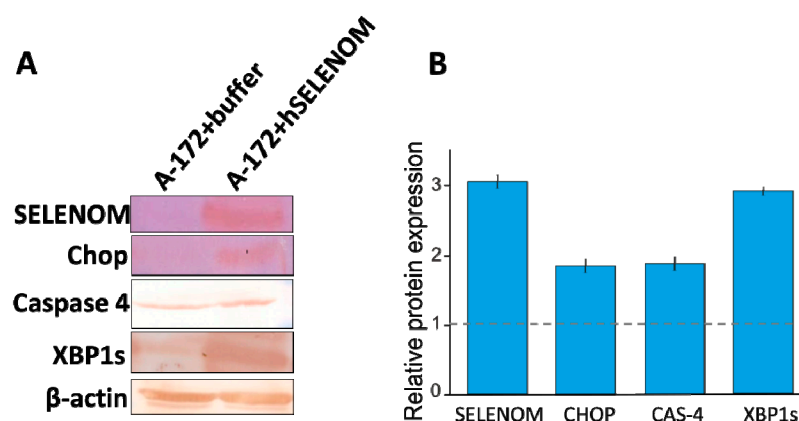 A
A-172+buffer
A-172+hSELENOM
SELENOM
Chop
Caspase 4
XBP1s
β-actin
B
Relative protein expression
3
2
1
0
SELENOM CHOP CAS-4 XBP1s